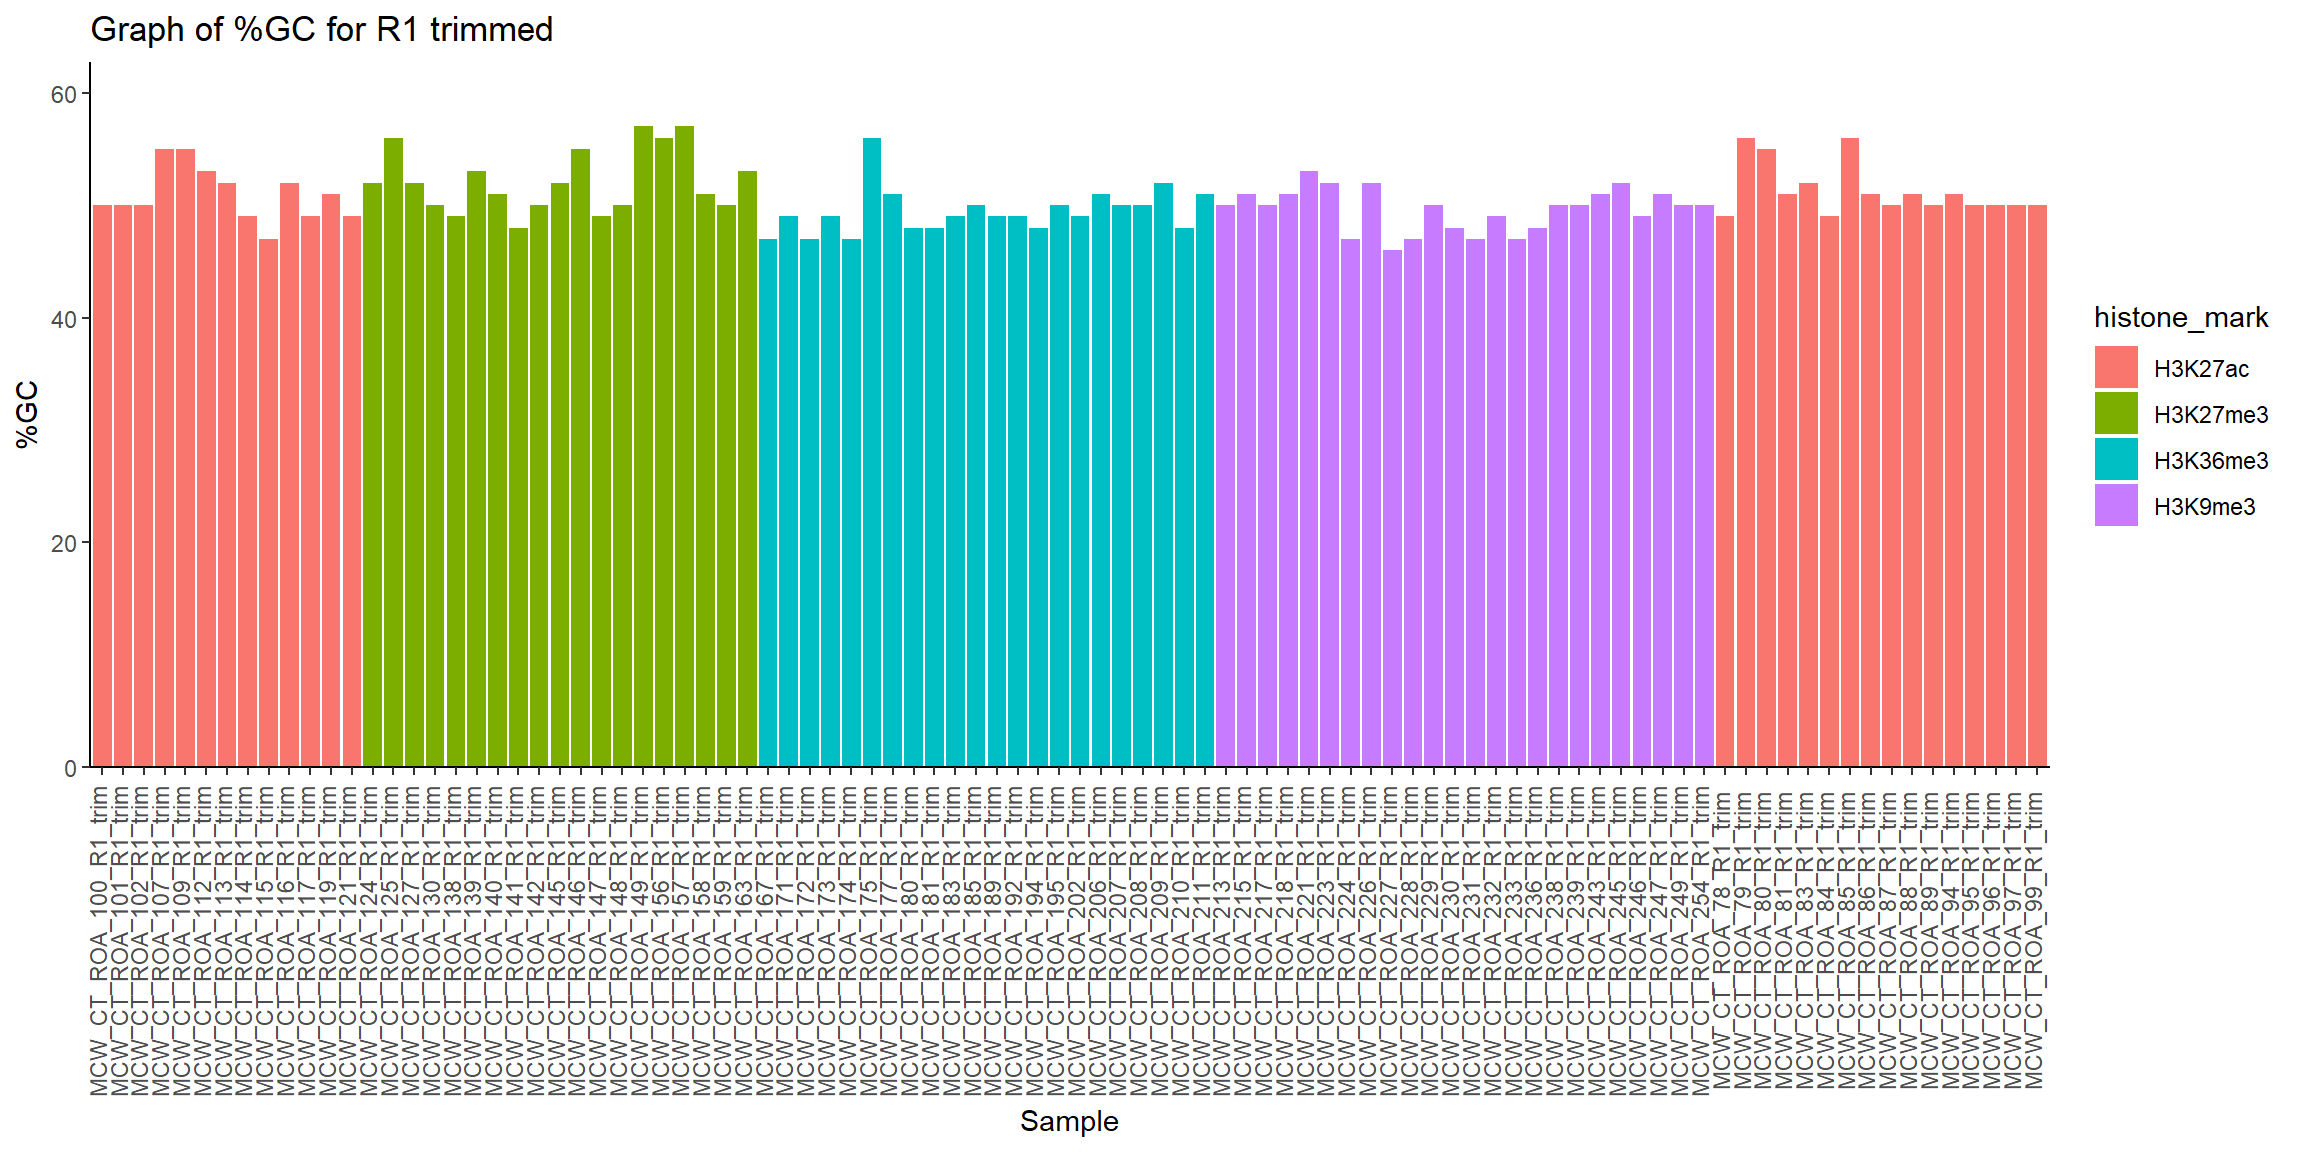 Graph of %GC for R1 trimmed
%GC
60
40
20
0
MCW_CT_ROA_100_R1_trim
MCW_CT_ROA_101_R1_trim
MCW_CT_ROA_102_R1_trim
MCW_CT_ROA_107_R1_trim
MCW_CT_ROA_109_R1_trim
MCW_CT_ROA_112_R1_trim
MCW_CT_ROA_113_R1_trim
MCW_CT_ROA_114_R1_trim
MCW_CT_ROA_115_R1_trim
MCW_CT_ROA_116_R1_trim
MCW_CT_ROA_117_R1_trim
MCW_CT_ROA_119_R1_trim
MCW_CT_ROA_121_R1_trim
MCW_CT_ROA_124_R1_trim
MCW_CT_ROA_125_R1_trim
MCW_CT_ROA_127_R1_trim
MCW_CT_ROA_130_R1_trim
MCW_CT_ROA_138_R1_trim
MCW_CT_ROA_139_R1_trim
MCW_CT_ROA_140_R1_trim
MCW_CT_ROA_141_R1_trim
MCW_CT_ROA_142_R1_trim
MCW_CT_ROA_145_R1_trim
MCW_CT_ROA_146_R1_trim
MCW_CT_ROA_147_R1_trim
MCW_CT_ROA_148_R1_trim
MCW_CT_ROA_149_R1_trim
MCW_CT_ROA_156_R1_trim
MCW_CT_ROA_157_R1_trim
MCW_CT_ROA_158_R1_trim
MCW_CT_ROA_159_R1_trim
MCW_CT_ROA_163_R1_trim
MCW_CT_ROA_167_R1_trim
MCW_CT_ROA_171_R1_trim
MCW_CT_ROA_172_R1_trim
MCW_CT_ROA_173_R1_trim
MCW_CT_ROA_174_R1_trim
MCW_CT_ROA_175_R1_trim
MCW_CT_ROA_177_R1_trim
MCW_CT_ROA_180_R1_trim
MCW_CT_ROA_181_R1_trim
MCW_CT_ROA_183_R1_trim
MCW_CT_ROA_185_R1_trim
MCW_CT_ROA_189_R1_trim
MCW_CT_ROA_192_R1_trim
MCW_CT_ROA_194_R1_trim
MCW_CT_ROA_195_R1_trim
MCW_CT_ROA_202_R1_trim
MCW_CT_ROA_206_R1_trim
MCW_CT_ROA_207_R1_trim
MCW_CT_ROA_208_R1_trim
MCW_CT_ROA_209_R1_trim
MCW_CT_ROA_210_R1_trim
MCW_CT_ROA_211_R1_trim
MCW_CT_ROA_213_R1_trim
MCW_CT_ROA_215_R1_trim
MCW_CT_ROA_217_R1_trim
MCW_CT_ROA_218_R1_trim
MCW_CT_ROA_221_R1_trim
MCW_CT_ROA_223_R1_trim
MCW_CT_ROA_224_R1_trim
MCW_CT_ROA_226_R1_trim
MCW_CT_ROA_227_R1_trim
MCW_CT_ROA_228_R1_trim
MCW_CT_ROA_229_R1_trim
MCW_CT_ROA_230_R1_trim
MCW_CT_ROA_231_R1_trim
MCW_CT_ROA_232_R1_trim
MCW_CT_ROA_233_R1_trim
MCW_CT_ROA_236_R1_trim
MCW_CT_ROA_238_R1_trim
MCW_CT_ROA_239_R1_trim
MCW_CT_ROA_243_R1_trim
MCW_CT_ROA_245_R1_trim
MCW_CT_ROA_246_R1_trim
MCW_CT_ROA_247_R1_trim
MCW_CT_ROA_249_R1_trim
MCW_CT_ROA_254_R1_trim
MCW_CT_ROA_78_R1_trim
MCW_CT_ROA_79_R1_trim
MCW_CT_ROA_80_R1_trim
MCW_CT_ROA_81_R1_trim
MCW_CT_ROA_83_R1_trim
MCW_CT_ROA_84_R1_trim
MCW_CT_ROA_85_R1_trim
MCW_CT_ROA_86_R1_trim
MCW_CT_ROA_87_R1_trim
MCW_CT_ROA_88_R1_trim
MCW_CT_ROA_89_R1_trim
MCW_CT_ROA_94_R1_trim
MCW_CT_ROA_95_R1_trim
MCW_CT_ROA_96_R1_trim
MCW_CT_ROA_97_R1_trim
MCW_CT_ROA_99_R1_trim
Sample
histone_mark
H3K27ac
H3K27me3
H3K36me3
H3K9me3